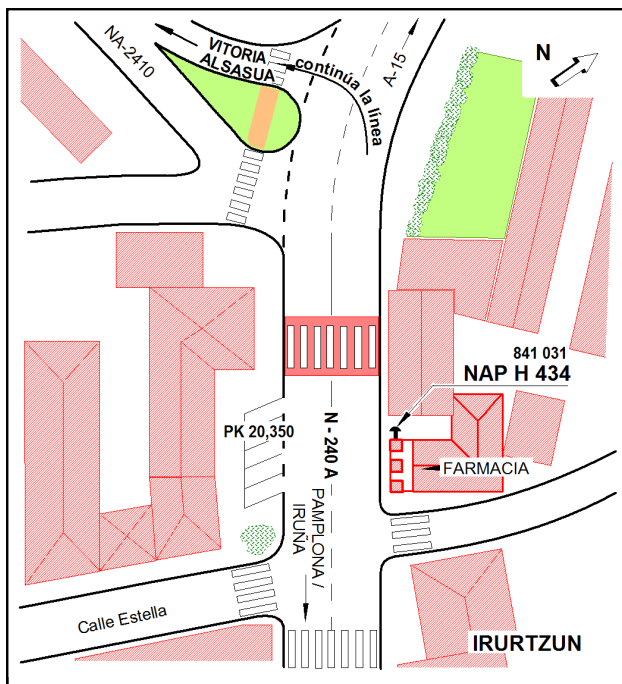 NA-2410
VITORIA
ALSASUA
continúa la línea
A-15
N
841 031
NAP H 434
PK 20,350
N - 240 A
FARMACIA
PAMPLONA /
IRUÑA
Calle Estella
IRURTZUN